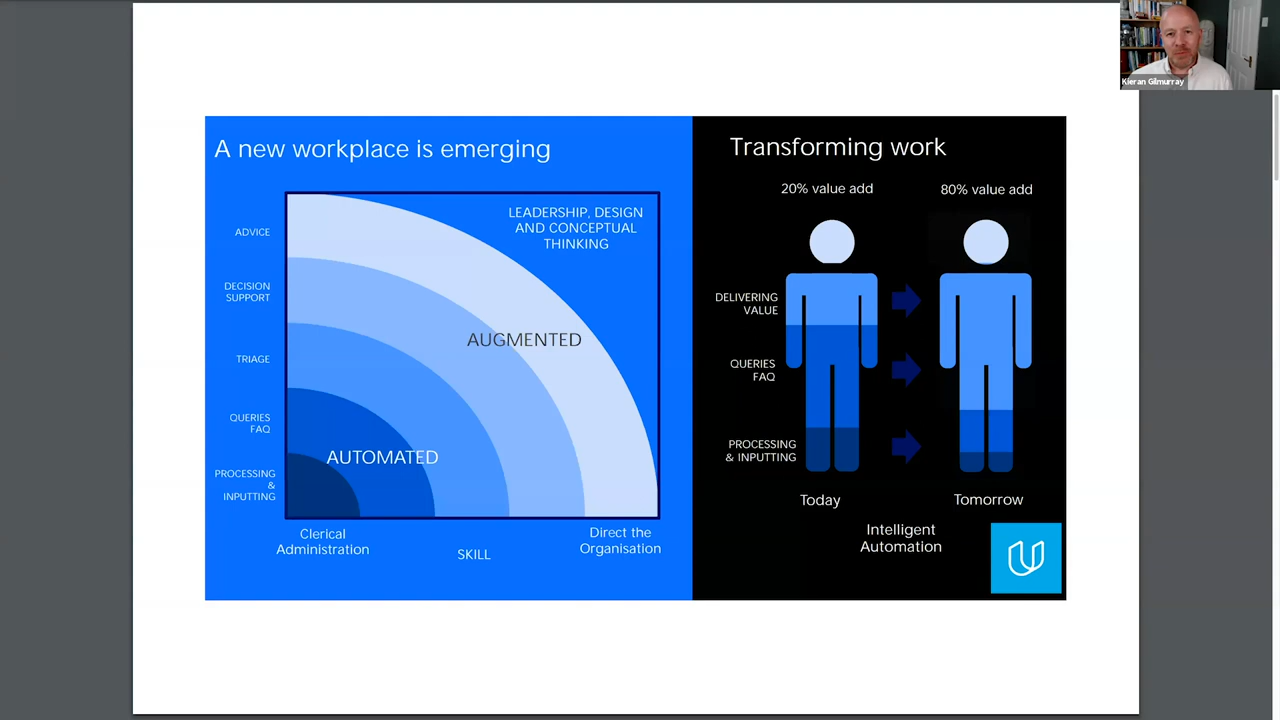 Kieran Gilmurray
A new workplace is emerging
ADVICE
DECISION
SUPPORT
TRIAGE
QUERIES
FAQ
PROCESSING
&
INPUTTING
LEADERSHIP, DESIGN
AND CONCEPTUAL
THINKING
AUGMENTED
AUTOMATED
Clerical
Administration
SKILL
Direct the
Organisation
Transforming work
20% value add
80% value add
DELIVERING
VALUE
QUERIES
FAQ
PROCESSING
& INPUTTING
Today
Tomorrow
Intelligent
Automation